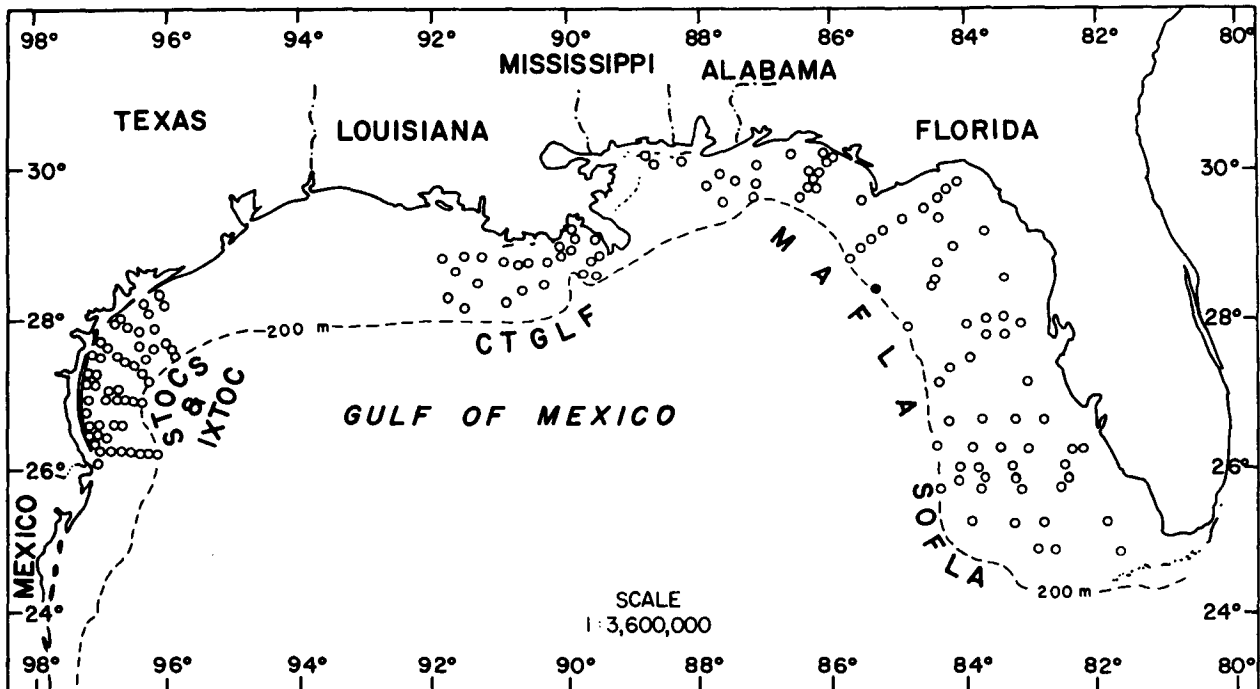 98° 96° 94° 92° 90° 88° 86° 84° 82° 80°
MISSISSIPPI ALABAMA
TEXAS LOUISIANA FLORIDA
30° 30°
28° 28°
200 m
CTGLF
MAFLA
STOCS
&
IXTOC
GULF OF MEXICO
26° 26°
SOFLA
MEXICO
SCALE
1:3,600,000
200 m
24° 24°
98° 96° 94° 92° 90° 88° 86° 84° 82° 80°